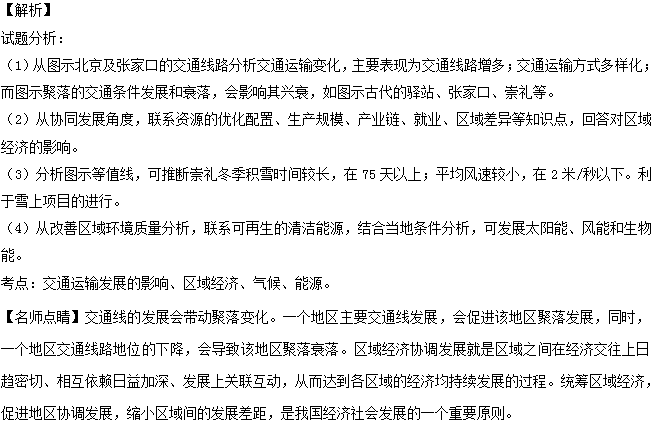 【解析】
试题分析：
（1）从图示北京及张家口的交通线路分析交通运输变化，主要表现为交通线路增多；交通运输方式多样化；
而图示聚落的交通条件发展和衰落，会影响其兴衰，如图示古代的驿站、张家口、崇礼等。
（2）从协同发展角度，联系资源的优化配置、生产规模、产业链、就业、区域差异等知识点，回答对区域
经济的影响。
（3）分析图示等值线，可推断崇礼冬季积雪时间较长，在 75 天以上；平均风速较小，在 2 米/秒以下。利
于雪上项目的进行。
（4）从改善区域环境质量分析，联系可再生的清洁能源，结合当地条件分析，可发展太阳能、风能和生物
能。
考点：交通运输发展的影响、区域经济、气候、能源。
【名师点睛】交通线的发展会带动聚落变化。一个地区主要交通线发展，会促进该地区聚落发展，同时，
一个地区交通线路地位的下降，会导致该地区聚落衰落。区域经济协调发展就是区域之间在经济交往上日
趋密切、相互依赖日益加深、发展上关联互动，从而达到各区域的经济均持续发展的过程。统筹区域经济，
促进地区协调发展，缩小区域间的发展差距，是我国经济社会发展的一个重要原则。